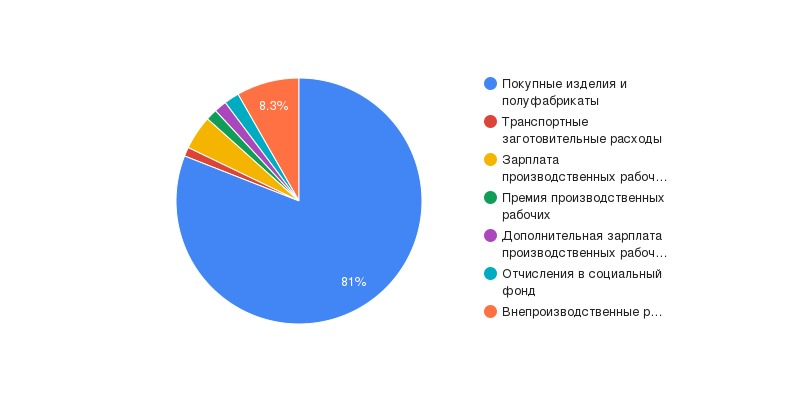 8.3%
81%
Покупные изделия и
полуфабрикаты
Транспортные
заготовительные расходы
Зарплата
производственных рабоч...
Премия производственных
рабочих
Дополнительная зарплата
производственных рабоч...
Отчисления в социальный
фонд
Внепроизводственные р...